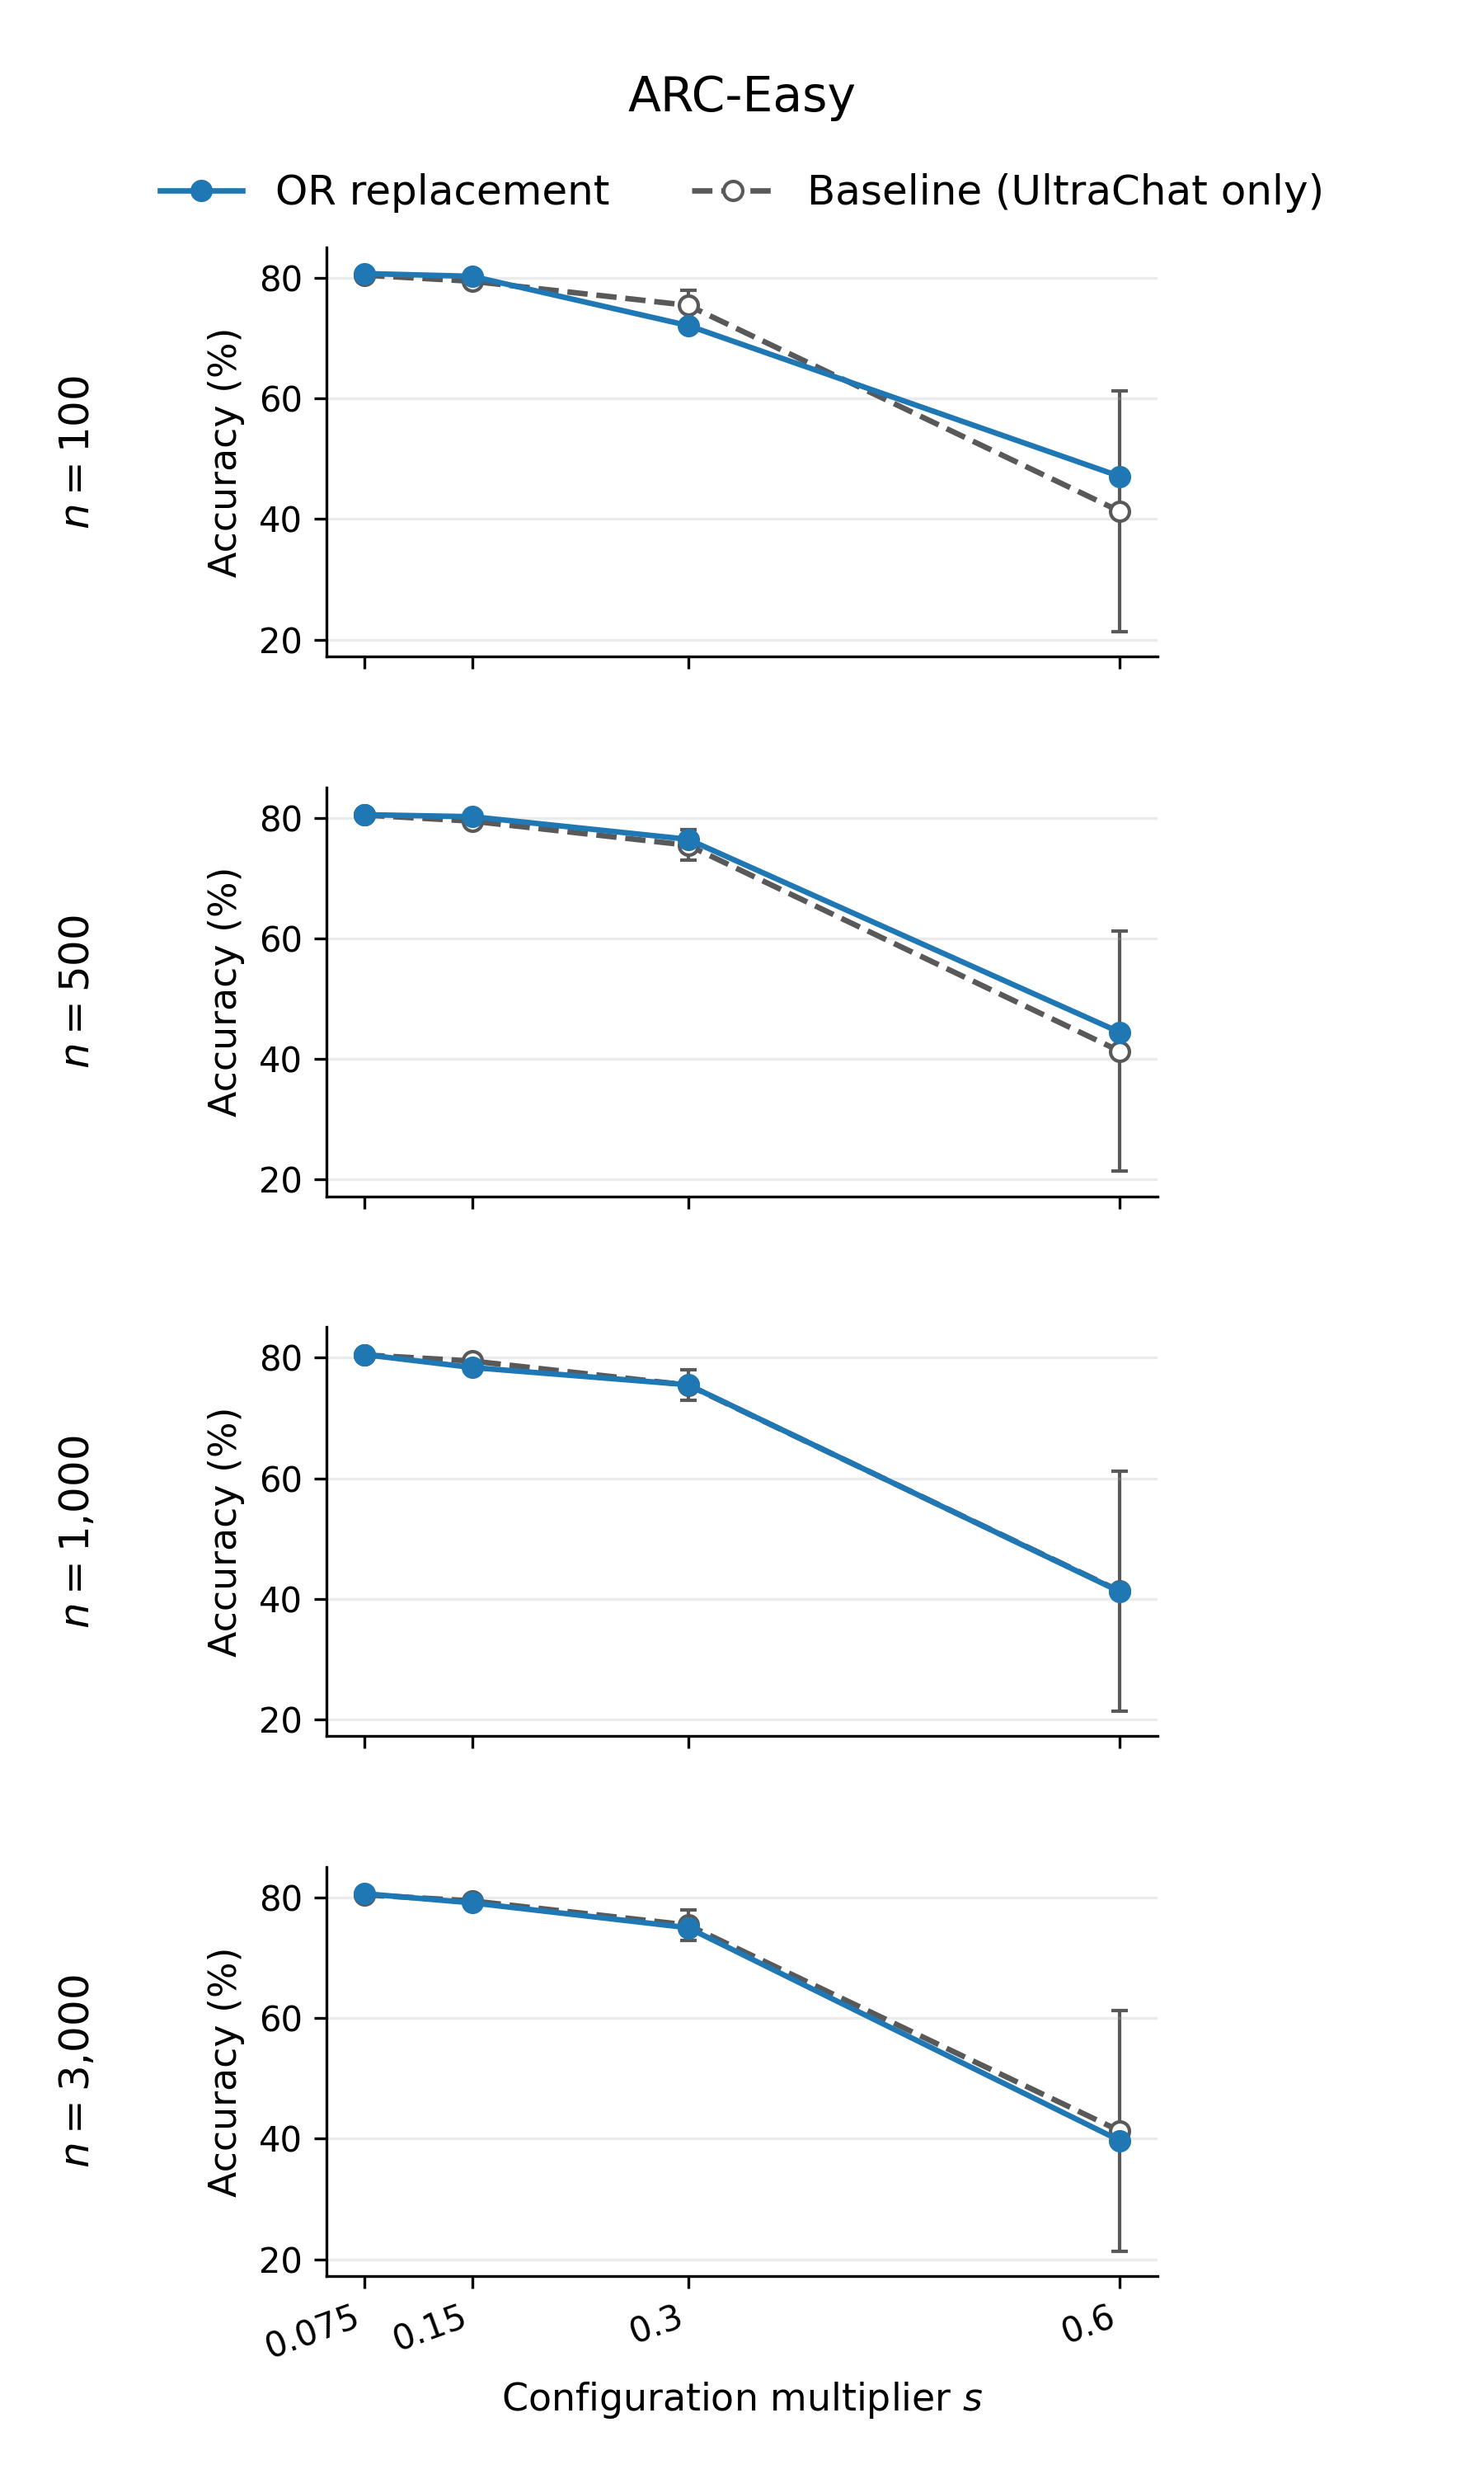 ARC-Easy
OR replacement
Baseline (UltraChat only)
n = 100
Accuracy (%)
80
60
40
20
n = 500
Accuracy (%)
80
60
40
20
n = 1,000
Accuracy (%)
80
60
40
20
n = 3,000
Accuracy (%)
80
60
40
20
0.075
0.15
0.3
0.6
Configuration multiplier s